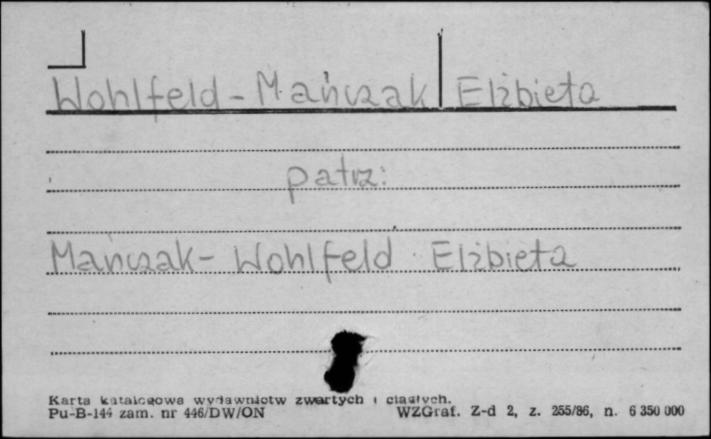 Wohlfeld - Mańczak Elżbieta
patrz:
Mańczak - Wohlfeld Elżbieta
Karta katalogowa wydawnictw zwartych i ciągłych.
Pu-B-144 zam. nr 446/DW/ON WZGraf. Z-d 2, z. 255/86, n. 6 350 000